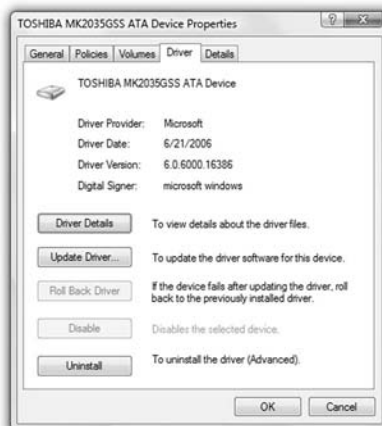 TOSHIBA MK2035GSS ATA Device Properties
General Policies Volumes Driver Details
TOSHIBA MK2035GSS ATA Device
Driver Provider: Microsoft
Driver Date: 6/21/2006
Driver Version: 6.0.6000.16386
Digital Signer: microsoft windows
Driver Details To view details about the driver files.
Update Driver... To update the driver software for this device.
Roll Back Driver If the device fails after updating the driver, roll
back to the previously installed driver.
Disable Disables the selected device.
Uninstall To uninstall the driver (Advanced).
OK Cancel